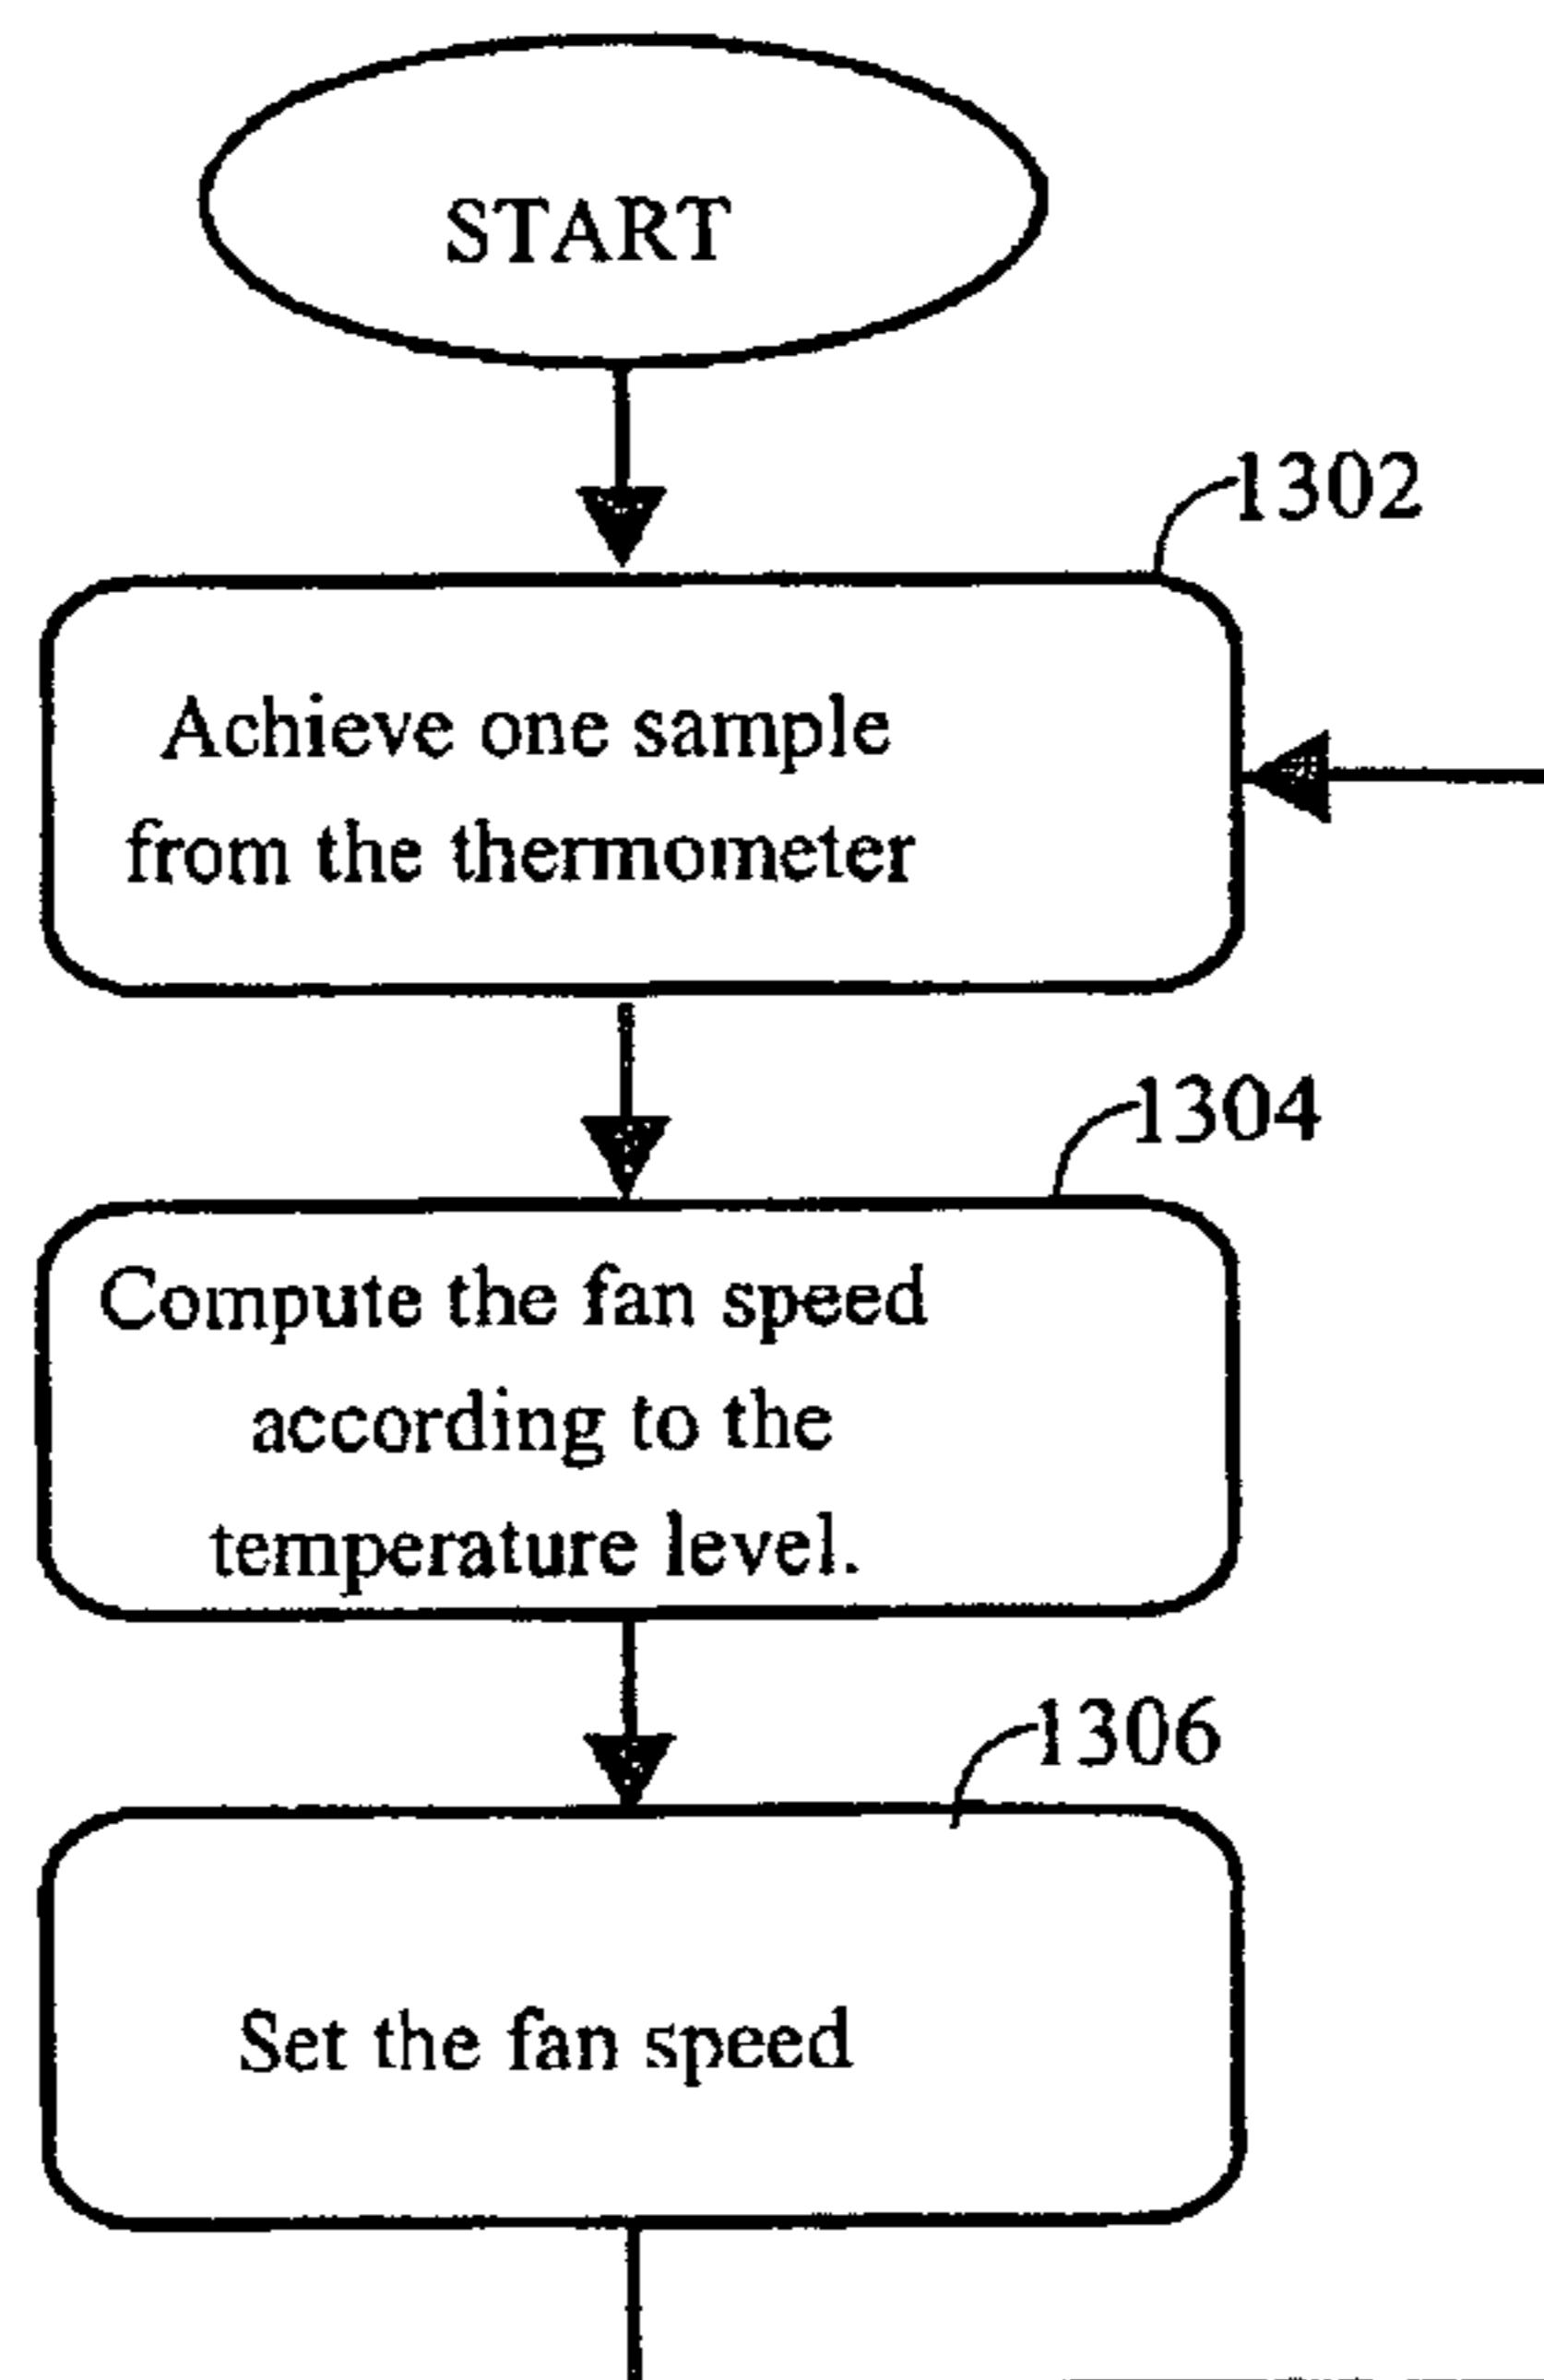 START
1302
Achieve one sample
from the thermometer
1304
Compute the fan speed
according to the
temperature level.
1306
Set the fan speed